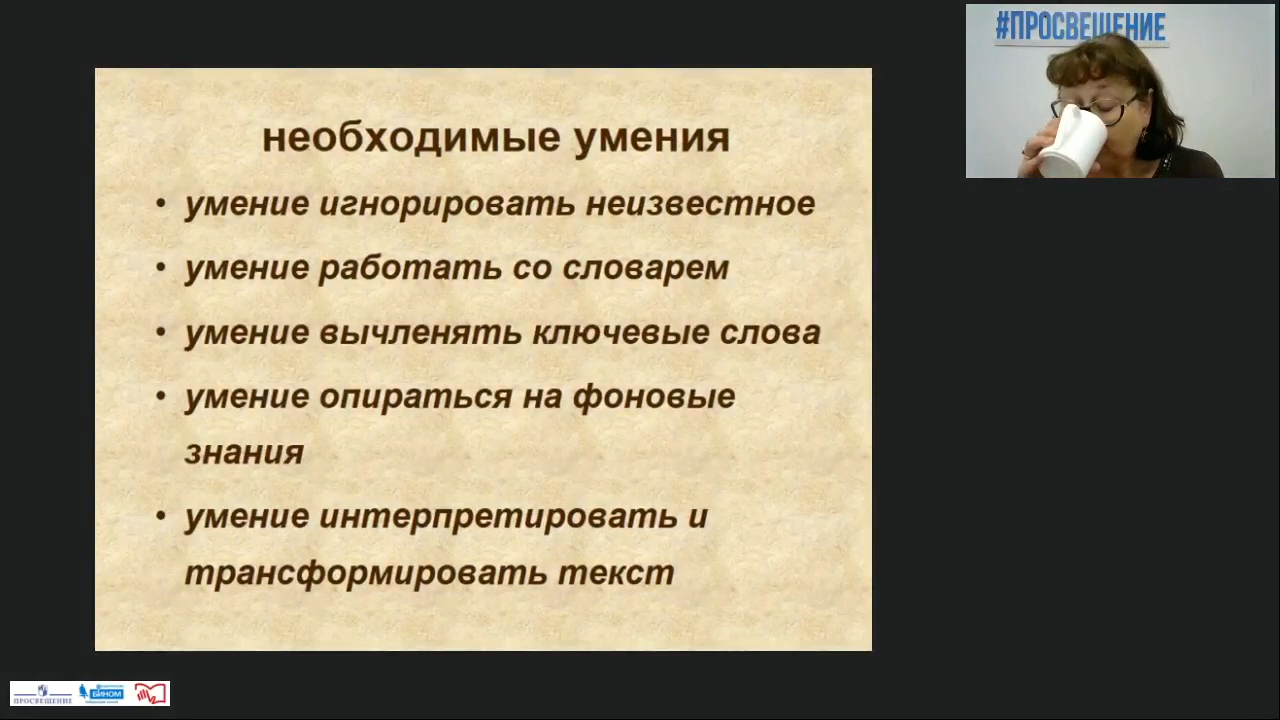 #ПРОСВЕЩЕНИЕ
необходимые умения
• умение игнорировать неизвестное
• умение работать со словарем
• умение вычленять ключевые слова
• умение опираться на фоновые
знания
• умение интерпретировать и
трансформировать текст
ПРОСВЕЩЕНИЕ
БИНОМ